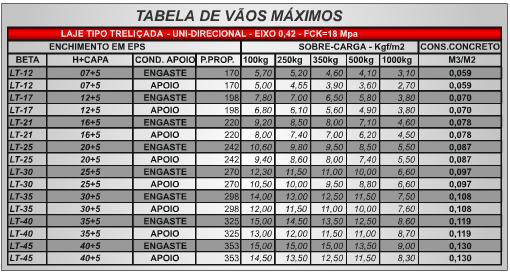 TABELA DE VÃOS MÁXIMOS
LAJE TIPO TRELIÇADA - UNI-DIRECIONAL - EIXO 0,42 - FCK=18 Mpa
ENCHIMENTO EM EPS SOBRE-CARGA - Kgf/m2 CONS.CONCRETO
BETA H+CAPA COND. APOIO P.PROP. 100kg 250kg 350kg 500kg 1000kg M3/M2
LT-12 07+5 ENGASTE 170 5,70 5,20 4,60 4,10 3,10 0,059
LT-12 07+5 APOIO 170 5,00 4,55 3,90 3,60 2,70 0,059
LT-17 12+5 ENGASTE 198 7,80 7,00 6,50 5,80 3,80 0,070
LT-17 12+5 APOIO 198 6,80 6,10 5,60 4,90 3,80 0,070
LT-21 16+5 ENGASTE 220 9,20 8,50 8,00 7,10 4,60 0,078
LT-21 16+5 APOIO 220 8,00 7,40 7,00 6,20 4,50 0,078
LT-25 20+5 ENGASTE 242 10,60 9,80 9,50 8,50 5,50 0,087
LT-25 20+5 APOIO 242 9,40 8,60 8,00 7,40 5,50 0,087
LT-30 25+5 ENGASTE 270 12,30 11,50 11,00 10,00 6,60 0,097
LT-30 25+5 APOIO 270 10,50 10,00 9,50 8,80 6,60 0,097
LT-35 30+5 ENGASTE 298 14,00 13,00 12,50 11,50 7,50 0,108
LT-35 30+5 APOIO 298 12,00 11,50 11,00 10,00 7,50 0,108
LT-40 35+5 ENGASTE 325 15,00 14,00 13,50 12,50 8,60 0,119
LT-40 35+5 APOIO 325 13,00 12,50 11,50 11,00 8,70 0,119
LT-45 40+5 ENGASTE 353 15,00 15,00 15,00 13,50 9,00 0,130
LT-45 40+5 APOIO 353 14,50 13,50 12,50 11,50 8,30 0,130